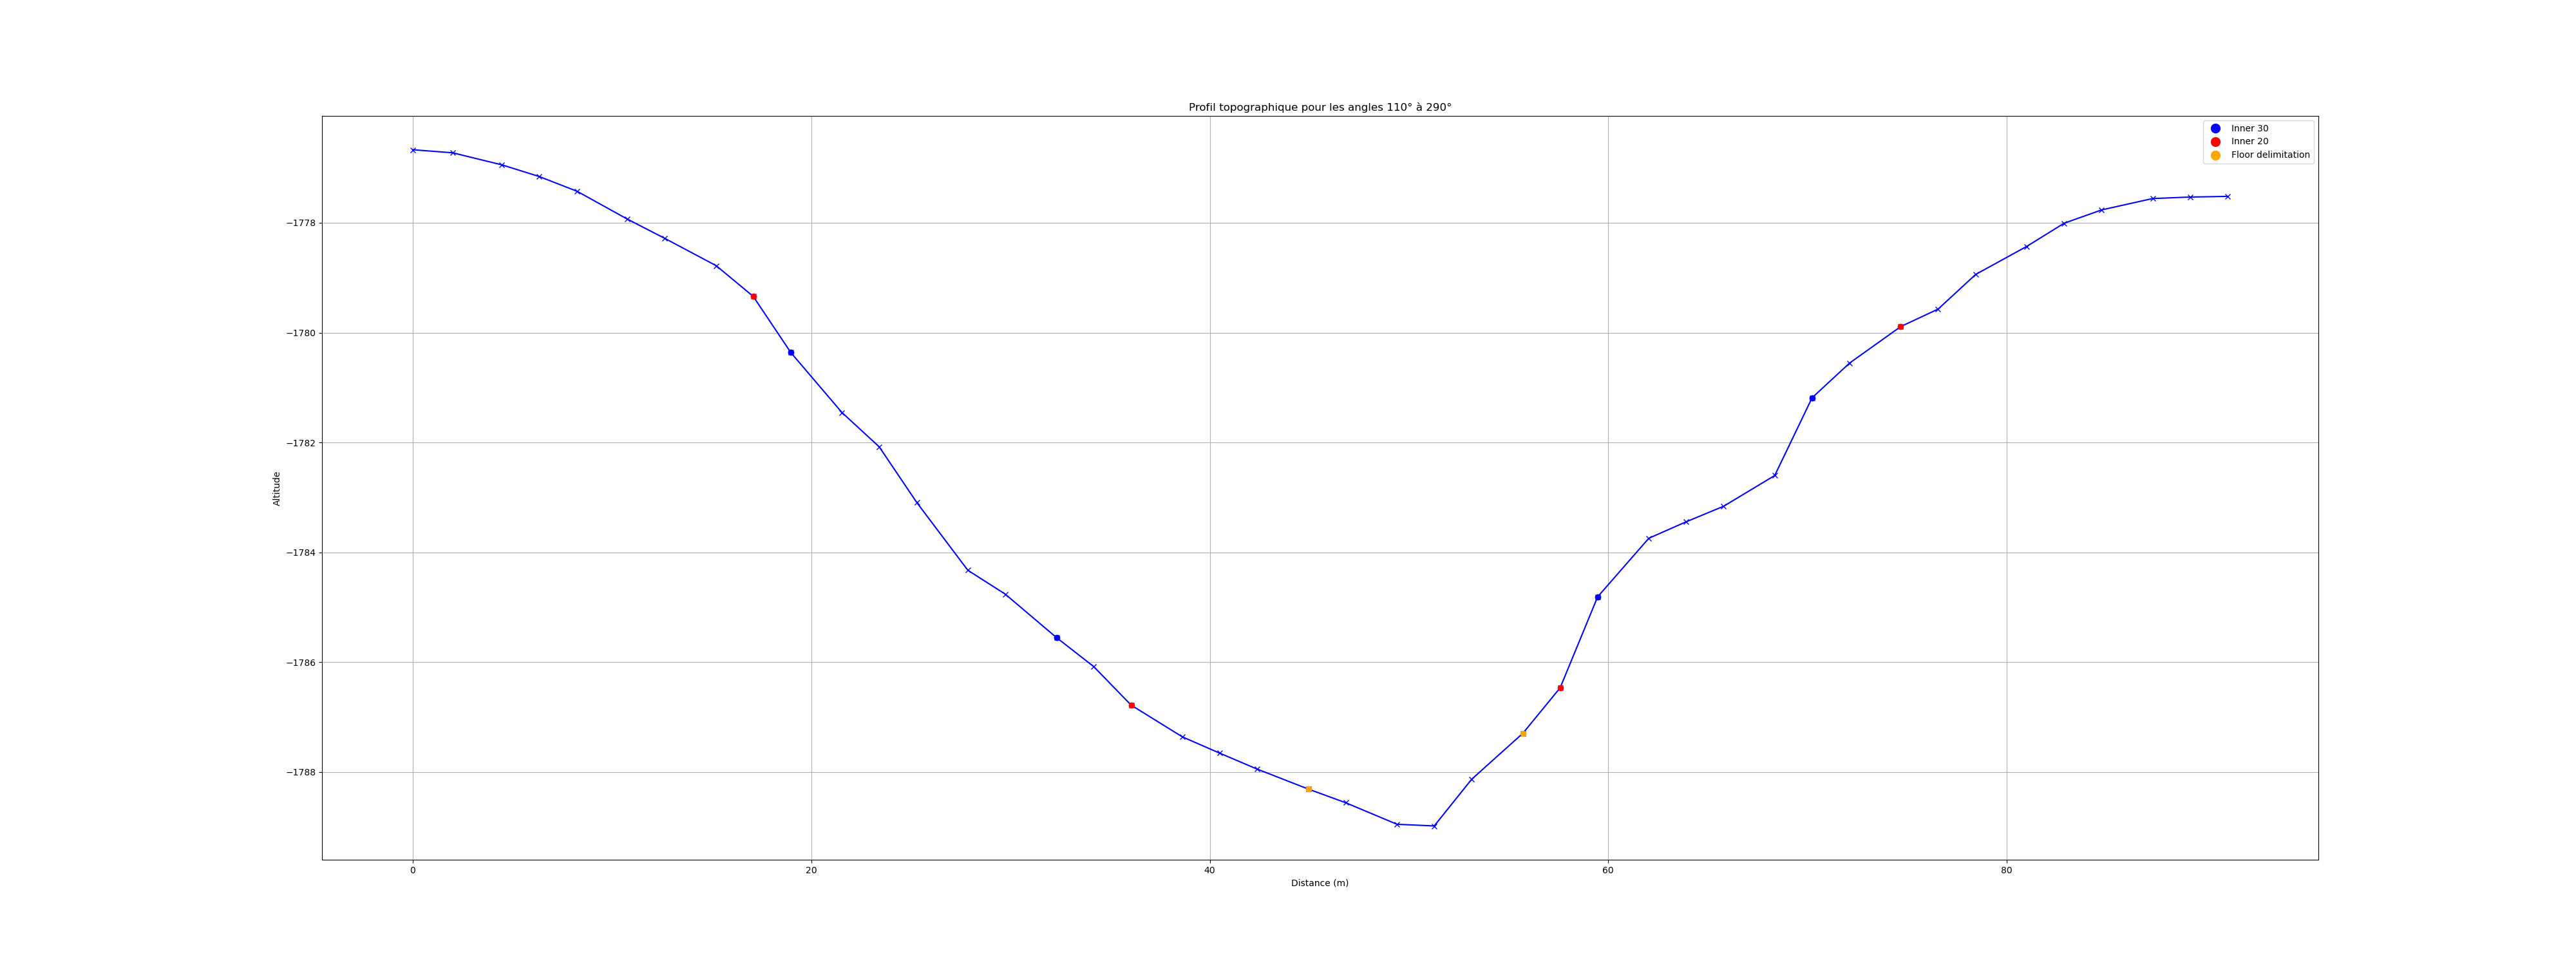 Profil topographique pour les angles 110° à 290°
Inner 30
Inner 20
Floor delimitation
−1778
−1780
−1782
−1784
−1786
−1788
Altitude
0 20 40 60 80
Distance (m)